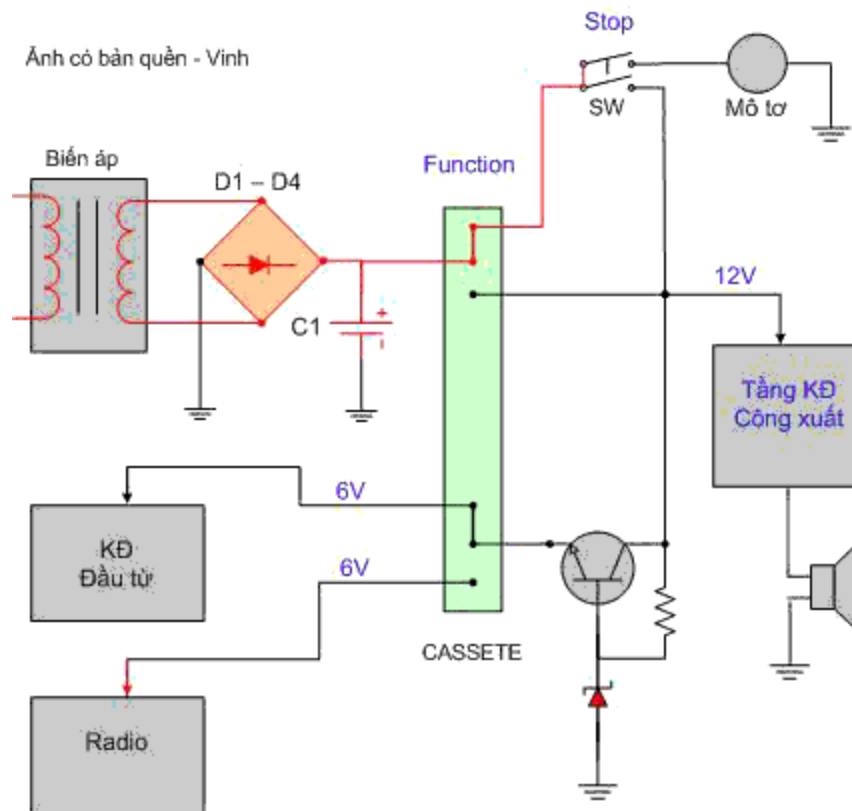 Stop
Ảnh có bản quền - Vinh
SW
Mô tơ
Biến áp
Function
D1 – D4
12V
C1
+
-
Tầng KĐ
Công xuất
6V
KĐ
Đầu từ
6V
CASSETE
Radio